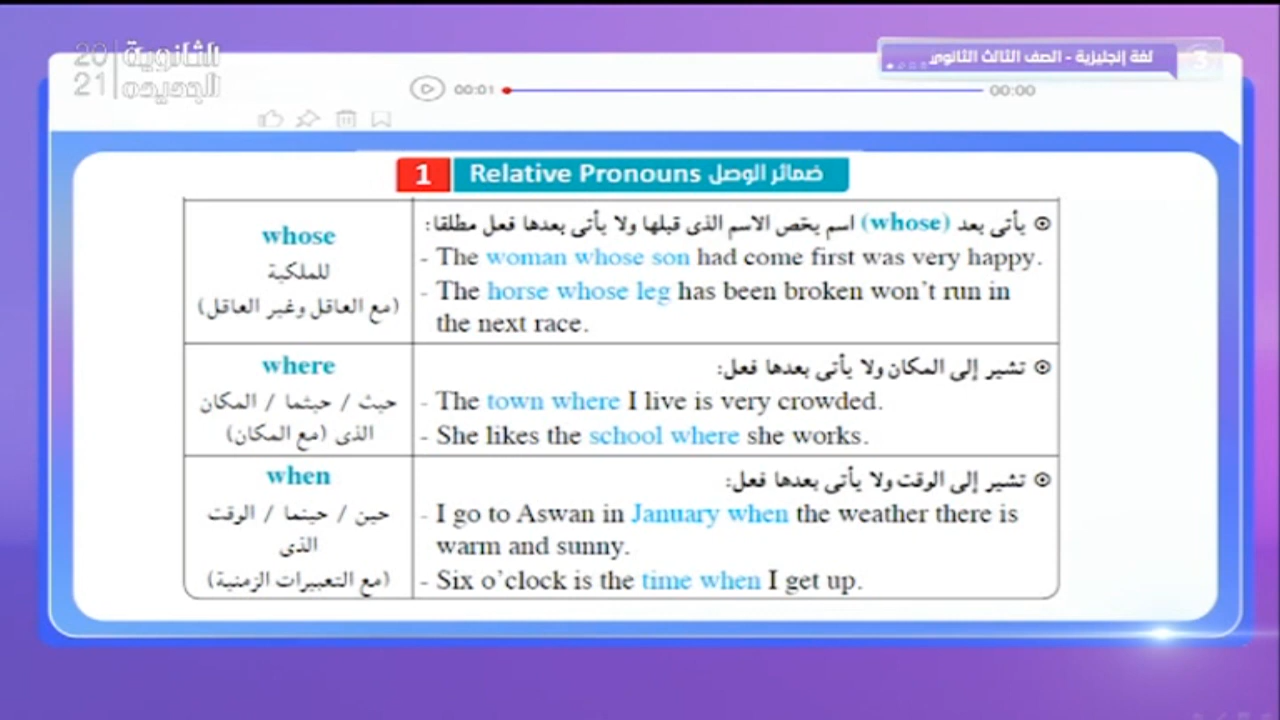 20 | الثانوية
21 | الجديدة
لغة إنجليزية - الصف الثالث الثانوي
3
00:01
00:00
1 Relative Pronouns ضمائر الوصل
whose
للملكية
(مع العاقل وغير العاقل)
⊙ يأتى بعد (whose) اسم يخص الاسم الذى قبلها ولا يأتى بعدها فعل مطلقا:
- The woman whose son had come first was very happy.
- The horse whose leg has been broken won't run in
the next race.
where
حيث / حيثما / المكان
الذى (مع المكان)
⊙ تشير إلى المكان ولا يأتى بعدها فعل:
- The town where I live is very crowded.
- She likes the school where she works.
when
حين / حينما / الوقت
الذى
(مع التعبيرات الزمنية)
⊙ تشير إلى الوقت ولا يأتى بعدها فعل:
- I go to Aswan in January when the weather there is
warm and sunny.
- Six o'clock is the time when I get up.